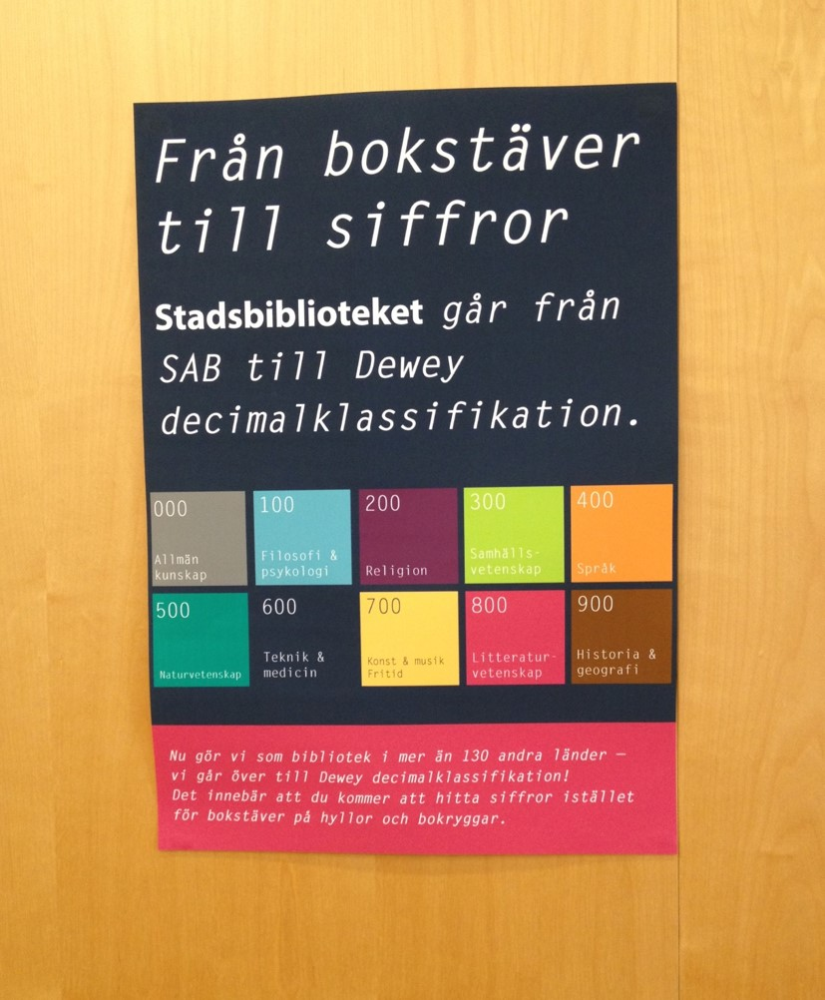 Från bokstäver
till siffror
Stadsbiblioteket går från
SAB till Dewey
decimalklassifikation.
000
Allmän
kunskap
100
Filosofi &
psykologi
200
Religion
300
Samhälls-
vetenskap
400
Språk
500
Naturvetenskap
600
Teknik &
medicin
700
Konst & musik
Fritid
800
Litteratur-
vetenskap
900
Historia &
geografi
Nu gör vi som bibliotek i mer än 130 andra länder –
vi går över till Dewey decimalklassifikation!
Det innebär att du kommer att hitta siffror istället
för bokstäver på hyllor och bokryggar.